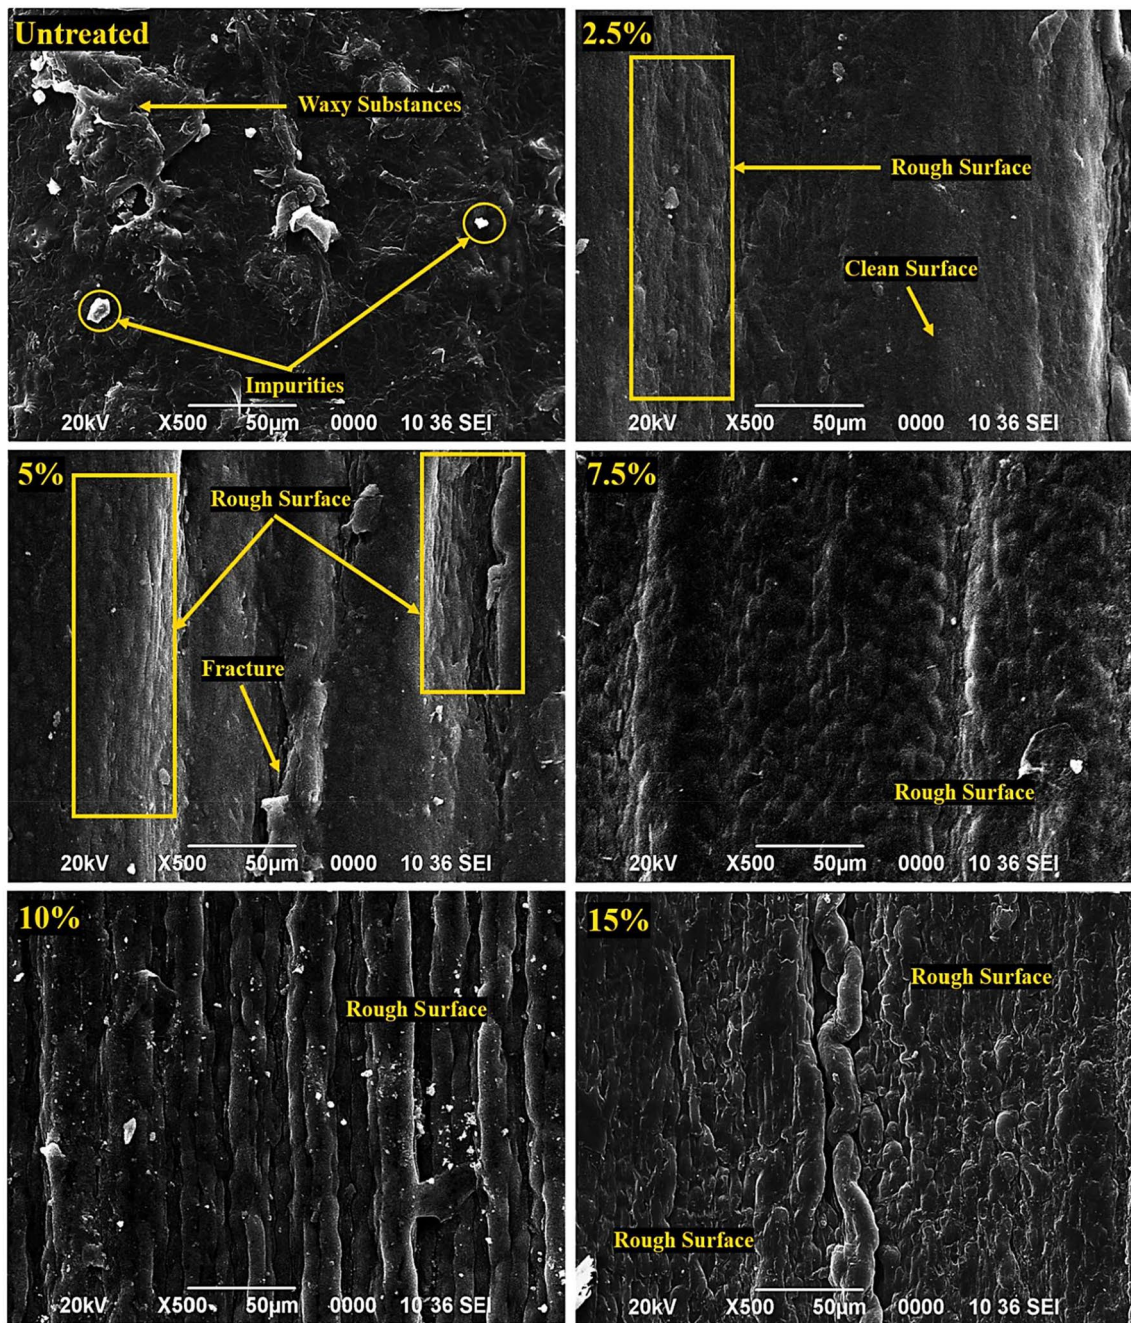 Untreated
Waxy Substances
Impurities
20kV X500 50µm 0000 10 36 SEI
2.5%
Rough Surface
Clean Surface
20kV X500 50µm 0000 10 36 SEI
5%
Rough Surface
Fracture
20kV X500 50µm 0000 10 36 SEI
7.5%
Rough Surface
20kV X500 50µm 0000 10 36 SEI
10%
Rough Surface
20kV X500 50µm 0000 10 36 SEI
15%
Rough Surface
Rough Surface
20kV X500 50µm 0000 10 36 SEI